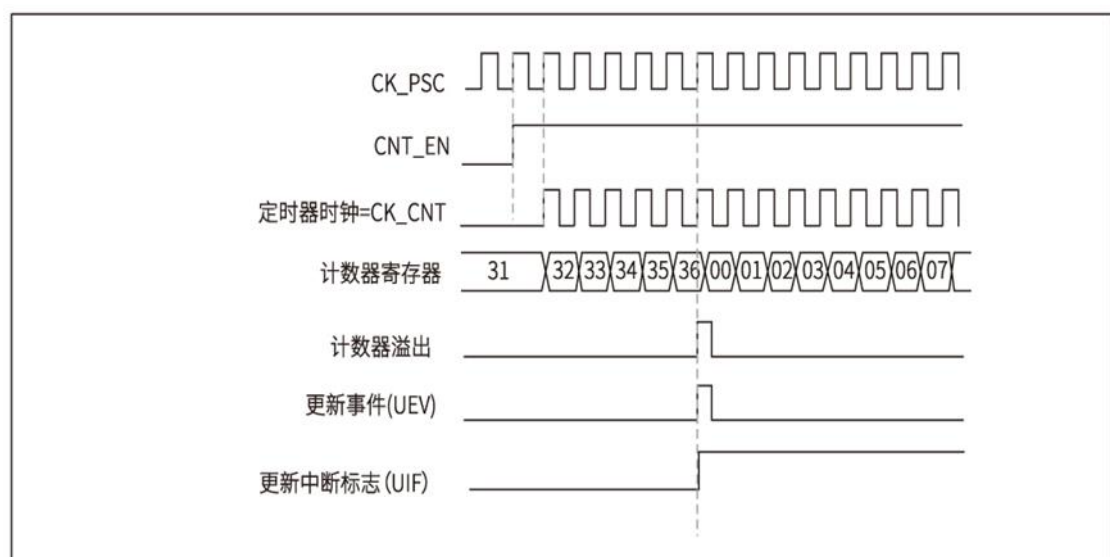 CK_PSC
CNT_EN
定时器时钟=CK_CNT
计数器寄存器 31 32 33 34 35 36 00 01 02 03 04 05 06 07
计数器溢出
更新事件(UEV)
更新中断标志(UIF)